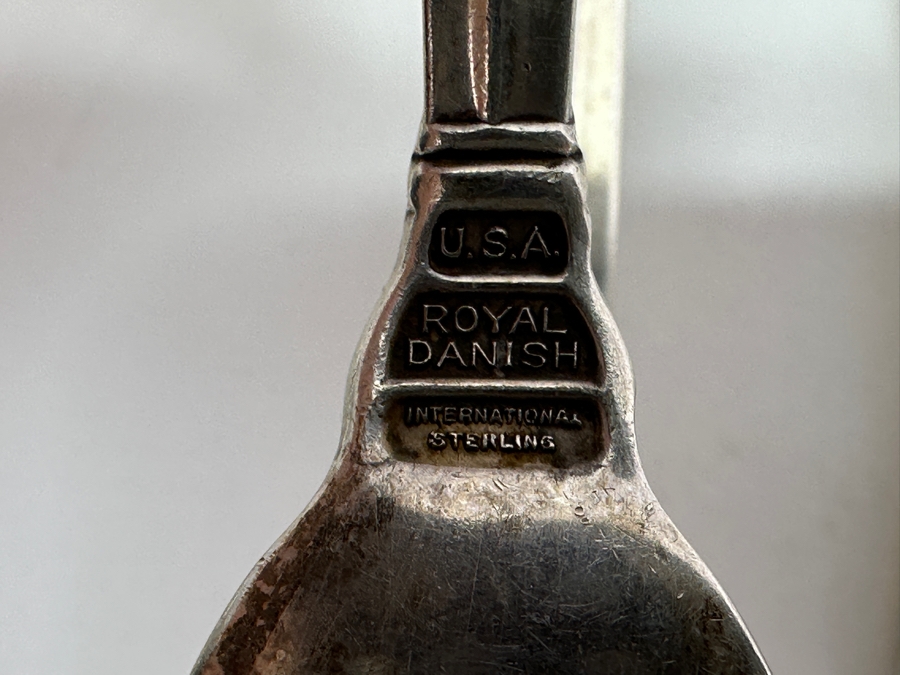 U.S.A.
ROYAL
DANISH
INTERNATIONAL
STERLING